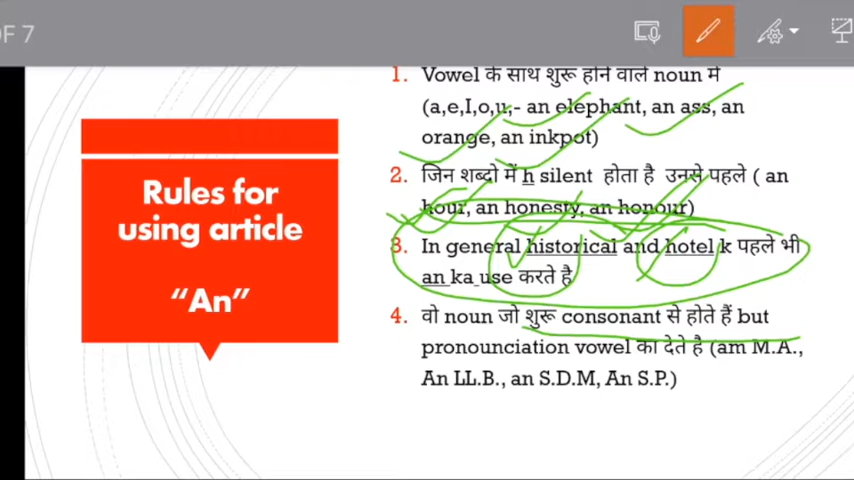 OF 7
Rules for
using article
“An”
1. Vowel के साथ शुरू होने वाले noun में
(a,e,I,o,u,- an elephant, an ass, an
orange, an inkpot)
2. जिन शब्दो में h silent होता है उनसे पहले ( an
hour, an honesty, an honour)
3. In general historical and hotel k पहले भी
an ka use करते है
4. वो noun जो शुरू consonant से होते हैं but
pronounciation vowel का देते है (am M.A.,
An LL.B., an S.D.M, An S.P.)